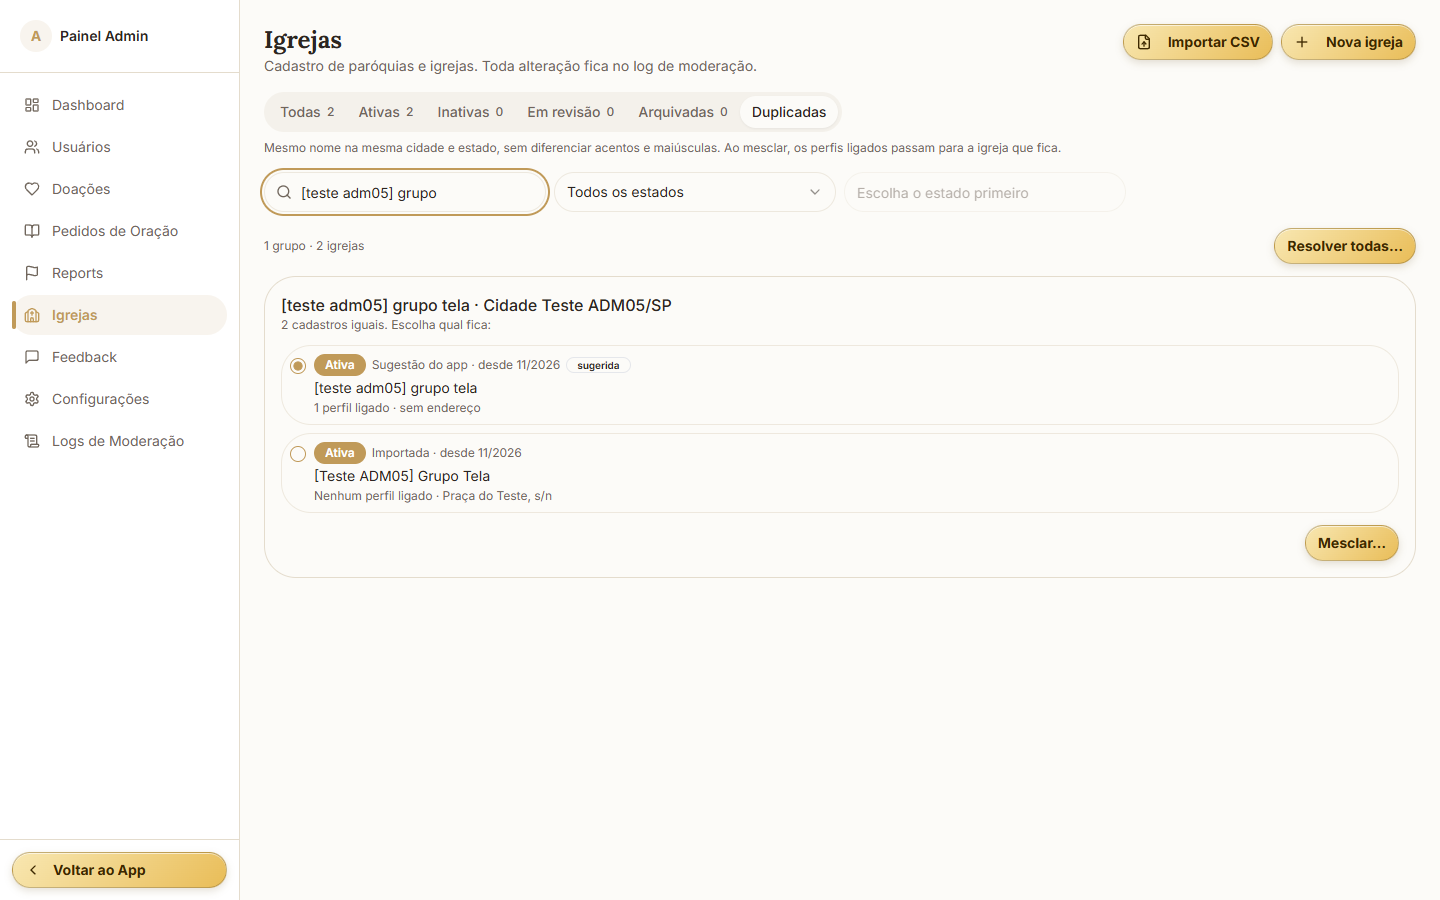 A Painel Admin
Dashboard
Usuários
Doações
Pedidos de Oração
Reports
Igrejas
Feedback
Configurações
Logs de Moderação
Voltar ao App
Igrejas
Cadastro de paróquias e igrejas. Toda alteração fica no log de moderação.
Importar CSV
Nova igreja
Todas 2 Ativas 2 Inativas 0 Em revisão 0 Arquivadas 0 Duplicadas
Mesmo nome na mesma cidade e estado, sem diferenciar acentos e maiúsculas. Ao mesclar, os perfis ligados passam para a igreja que fica.
[teste adm05] grupo
Todos os estados
Escolha o estado primeiro
1 grupo · 2 igrejas
Resolver todas...
[teste adm05] grupo tela · Cidade Teste ADM05/SP
2 cadastros iguais. Escolha qual fica:
Ativa Sugestão do app · desde 11/2026 sugerida
[teste adm05] grupo tela
1 perfil ligado · sem endereço
Ativa Importada · desde 11/2026
[Teste ADM05] Grupo Tela
Nenhum perfil ligado · Praça do Teste, s/n
Mesclar...